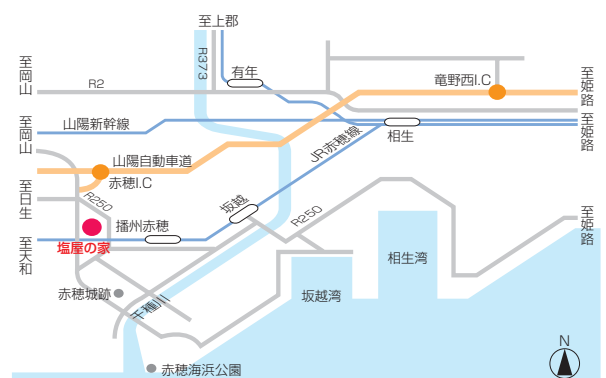 至上郡
R373
有年
竜野西I.C
至岡山
R2
至姫路
山陽新幹線
相生
至姫路
至岡山
JR赤穂線
山陽自動車道
赤穂I.C
至日生
R250
坂越
R250
至姫路
播州赤穂
至天和
塩屋の家
相生湾
赤穂城跡
千種川
坂越湾
赤穂海浜公園
N